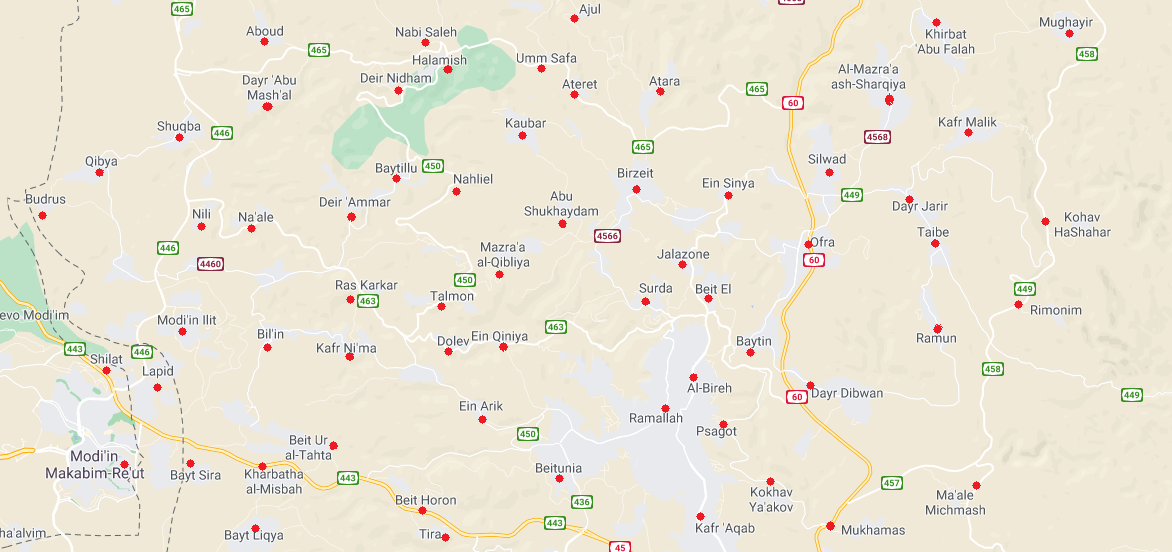 465
Ajul
4568
Aboud
Nabi Saleh
465
Khirbat
'Abu Falah
Mughayir
458
Halamish
Umm Safa
Dayr 'Abu
Mash'al
Deir Nidham
Ateret
Atara
465
60
Al-Mazra'a
ash-Sharqiya
Shuqba
446
Kaubar
465
4568
Kafr Malik
Qibya
Baytillu
450
Nahliel
Birzeit
Ein Sinya
Silwad
449
Budrus
Nili
Na'ale
Deir 'Ammar
Abu
Shukhaydam
Dayr Jarir
Kohav
HaShahar
446
4460
Mazra'a
al-Qibliya
4566
Jalazone
Ofra
60
Taibe
Ras Karkar
463
450
Talmon
Surda
Beit El
449
Rimonim
evo Modi'im
Modi'in Ilit
Bil'in
Kafr Ni'ma
Dolev
Ein Qiniya
463
Baytin
Ramun
443
Shilat
446
Lapid
458
Al-Bireh
60
Dayr Dibwan
449
Ein Arik
450
Ramallah
Psagot
Modi'in
Makabim-Re'ut
Bayt Sira
Beit Ur
al-Tahta
Kharbatha
al-Misbah
443
Beitunia
436
Kokhav
Ya'akov
457
Ma'ale
Michmash
Beit Horon
ha'alvim
Bayt Liqya
Tira
443
45
Kafr 'Aqab
Mukhamas